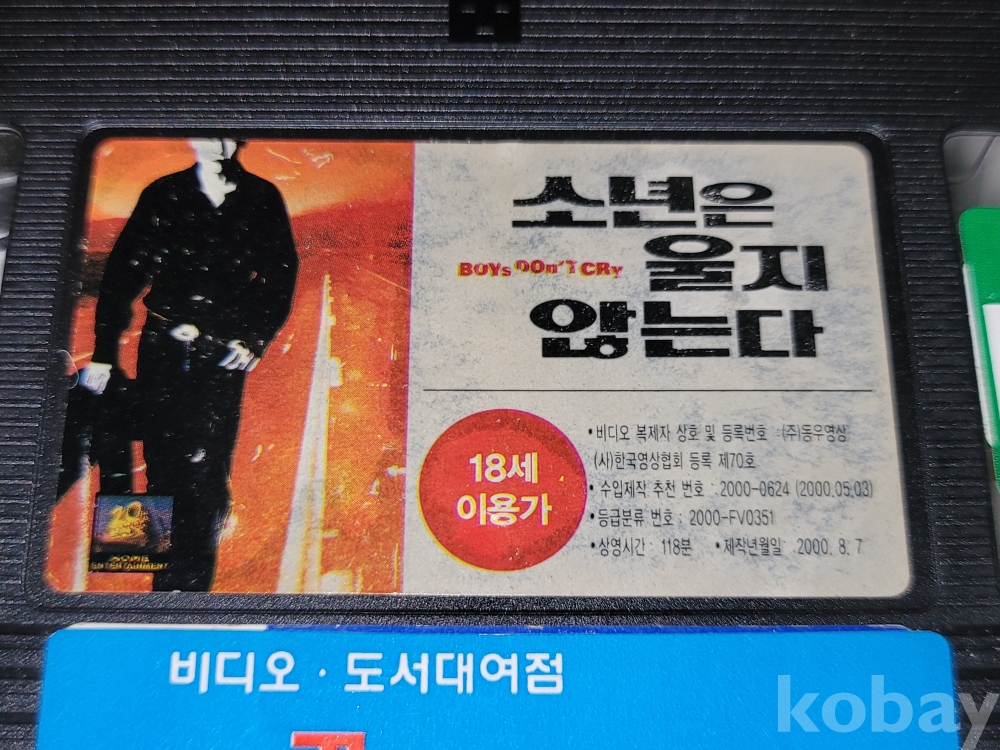 소년은
BOYs DOn'T CRy
울지
않는다
18세
이용가
•비디오 복제자 상호 및 등록번호 : (주)동우영상
(사)한국영상협회 등록 제70호
•수입제작 추천 번호 : 2000-0624 (2000.05.03)
•등급분류 번호 : 2000-FV0351
•상영시간 : 118분 •제작년월일 : 2000. 8. 7
20
HOME
ENTERTAINMENT
비디오 · 도서대여점
kobay